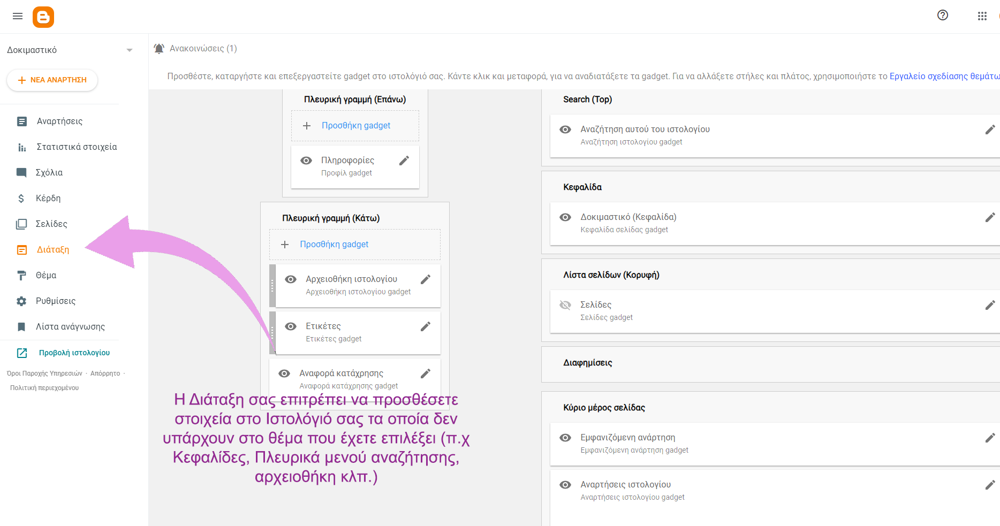 Δοκιμαστικό
ΝΕΑ ΑΝΑΡΤΗΣΗ
Αναρτήσεις
Στατιστικά στοιχεία
Σχόλια
Κέρδη
Σελίδες
Διάταξη
Θέμα
Ρυθμίσεις
Λίστα ανάγνωσης
Προβολή ιστολογίου
Όροι Παροχής Υπηρεσιών · Απόρρητο ·
Πολιτική περιεχομένου
Ανακοινώσεις (1)
Προσθέστε, καταργήστε και επεξεργαστείτε gadget στο ιστολόγιό σας. Κάντε κλικ και μεταφορά, για να αναδιατάξετε τα gadget. Για να αλλάξετε στήλες και πλάτος, χρησιμοποιήστε το Εργαλείο σχεδίασης θεμάτω
Πλευρική γραμμή (Επάνω)
Προσθήκη gadget
Πληροφορίες
Προφίλ gadget
Πλευρική γραμμή (Κάτω)
Προσθήκη gadget
Αρχειοθήκη ιστολογίου
Αρχειοθήκη ιστολογίου gadget
Ετικέτες
Ετικέτες gadget
Αναφορά κατάχρησης
Αναφορά κατάχρησης gadget
Η Διάταξη σας επιτρέπει να προσθέσετε
στοιχεία στο Ιστολόγιό σας τα οποία δεν
υπάρχουν στο θέμα που έχετε επιλέξει (π.χ
Κεφαλίδες, Πλευρικά μενού αναζήτησης,
αρχειοθήκη κλπ.)
Search (Top)
Αναζήτηση αυτού του ιστολογίου
Αναζήτηση ιστολογίου gadget
Κεφαλίδα
Δοκιμαστικό (Κεφαλίδα)
Κεφαλίδα σελίδας gadget
Λίστα σελίδων (Κορυφή)
Σελίδες
Σελίδες gadget
Διαφημίσεις
Κύριο μέρος σελίδας
Εμφανιζόμενη ανάρτηση
Εμφανιζόμενη ανάρτηση gadget
Αναρτήσεις ιστολογίου
Αναρτήσεις ιστολογίου gadget